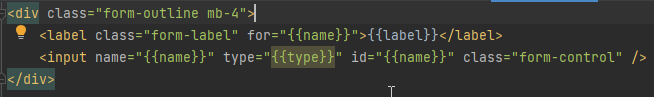 <div class="form-outline mb-4">
<label class="form-label" for="{{name}}">{{label}}</label>
<input name="{{name}}" type="{{type}}" id="{{name}}" class="form-control" />
</div>